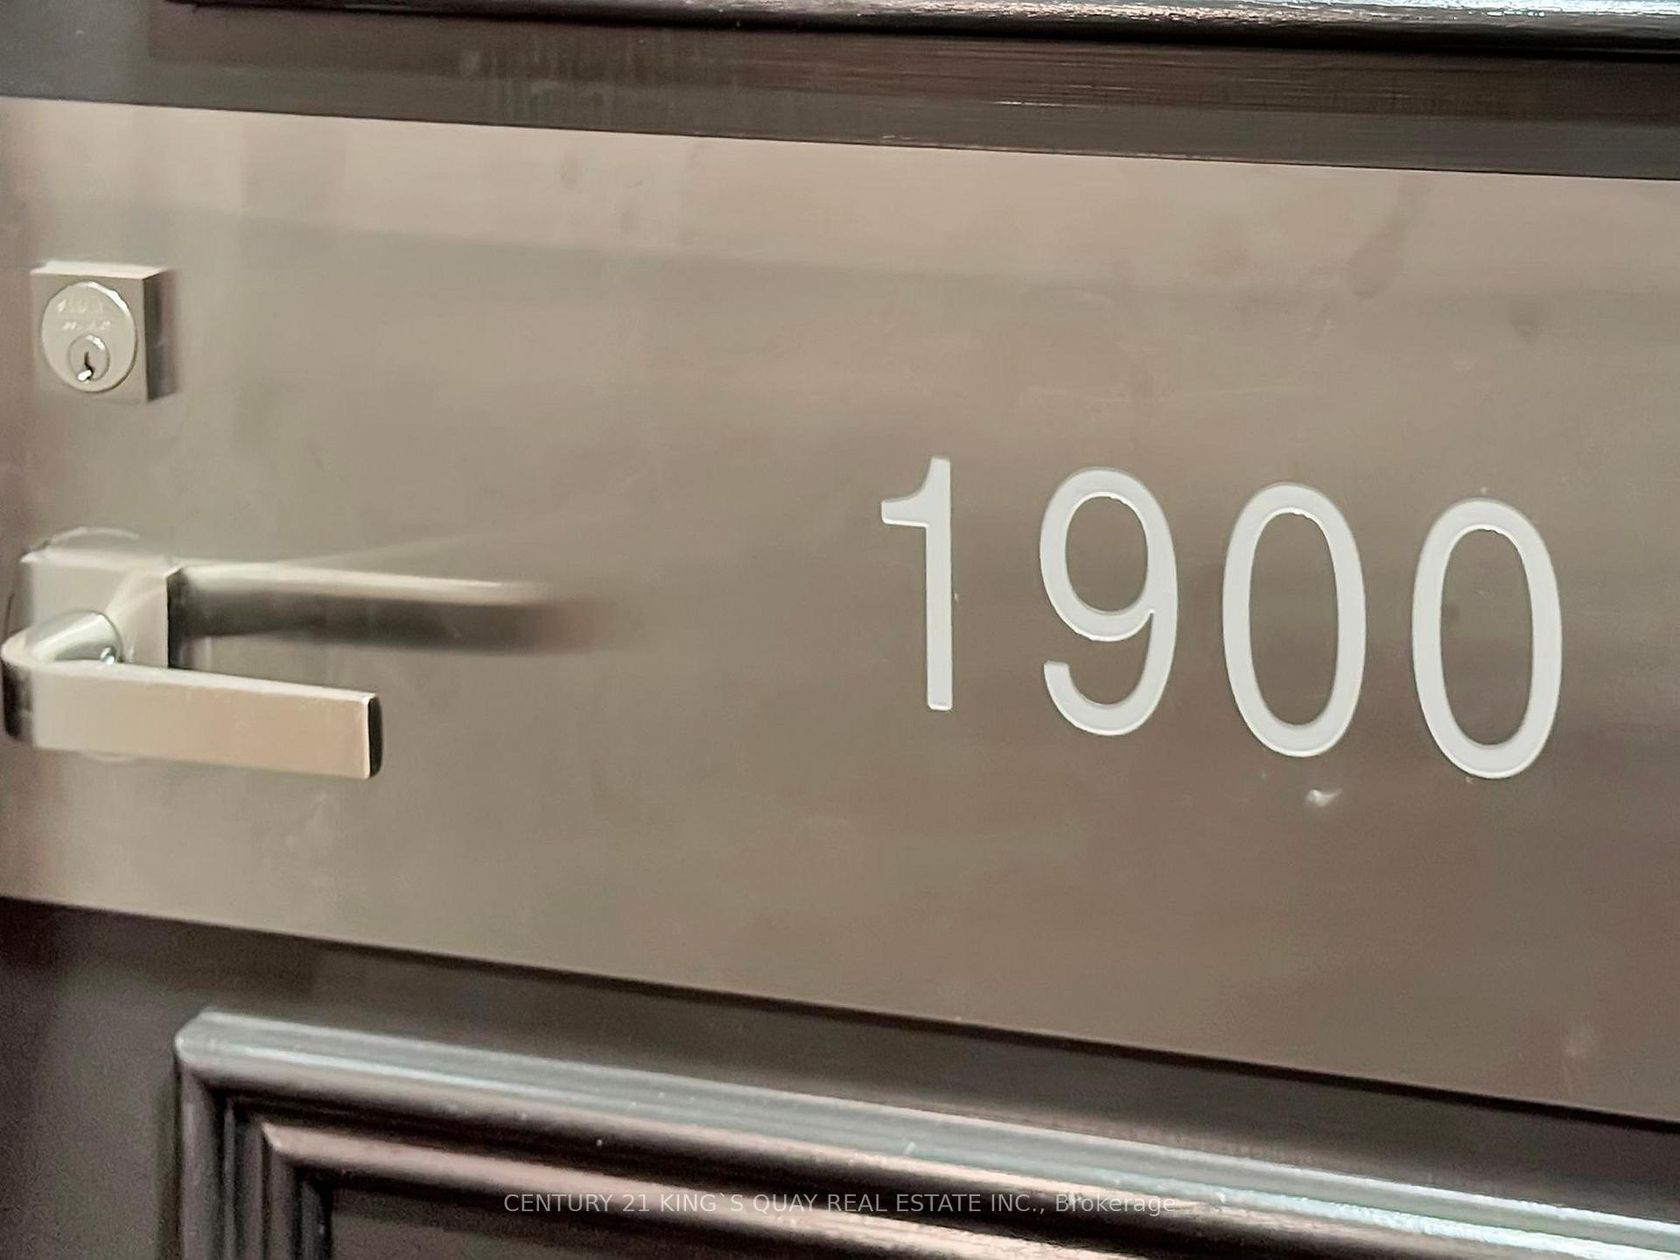 1900
CENTURY 21 KING`S QUAY REAL ESTATE INC., Brokerage